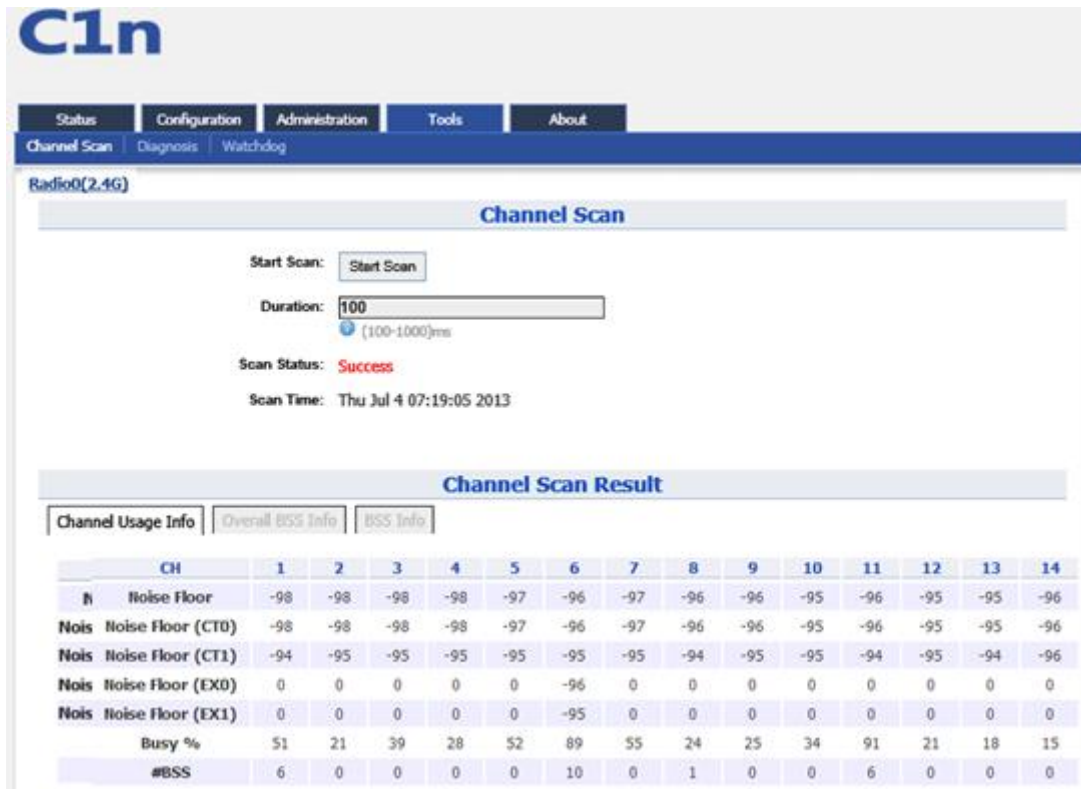 C1n
Status Configuration Administration Tools About
Channel Scan Diagnosis Watchdog
Radio0(2.4G)
Channel Scan
Start Scan: Start Scan
Duration: 100
(100-1000)ms
Scan Status: Success
Scan Time: Thu Jul 4 07:19:05 2013
Channel Scan Result
Channel Usage Info Overall BSS Info BSS Info
CH 1 2 3 4 5 6 7 8 9 10 11 12 13 14
N Noise Floor -98 -98 -98 -98 -97 -96 -97 -96 -96 -95 -96 -95 -95 -96
Nois Noise Floor (CT0) -98 -98 -98 -98 -97 -96 -97 -96 -96 -95 -96 -95 -95 -96
Nois Noise Floor (CT1) -94 -95 -95 -95 -95 -95 -95 -94 -95 -95 -94 -95 -94 -96
Nois Noise Floor (EX0) 0 0 0 0 0 -96 0 0 0 0 0 0 0 0
Nois Noise Floor (EX1) 0 0 0 0 0 -95 0 0 0 0 0 0 0 0
Busy % 51 21 39 28 52 89 55 24 25 34 91 21 18 15
#BSS 6 0 0 0 0 10 0 1 0 0 6 0 0 0